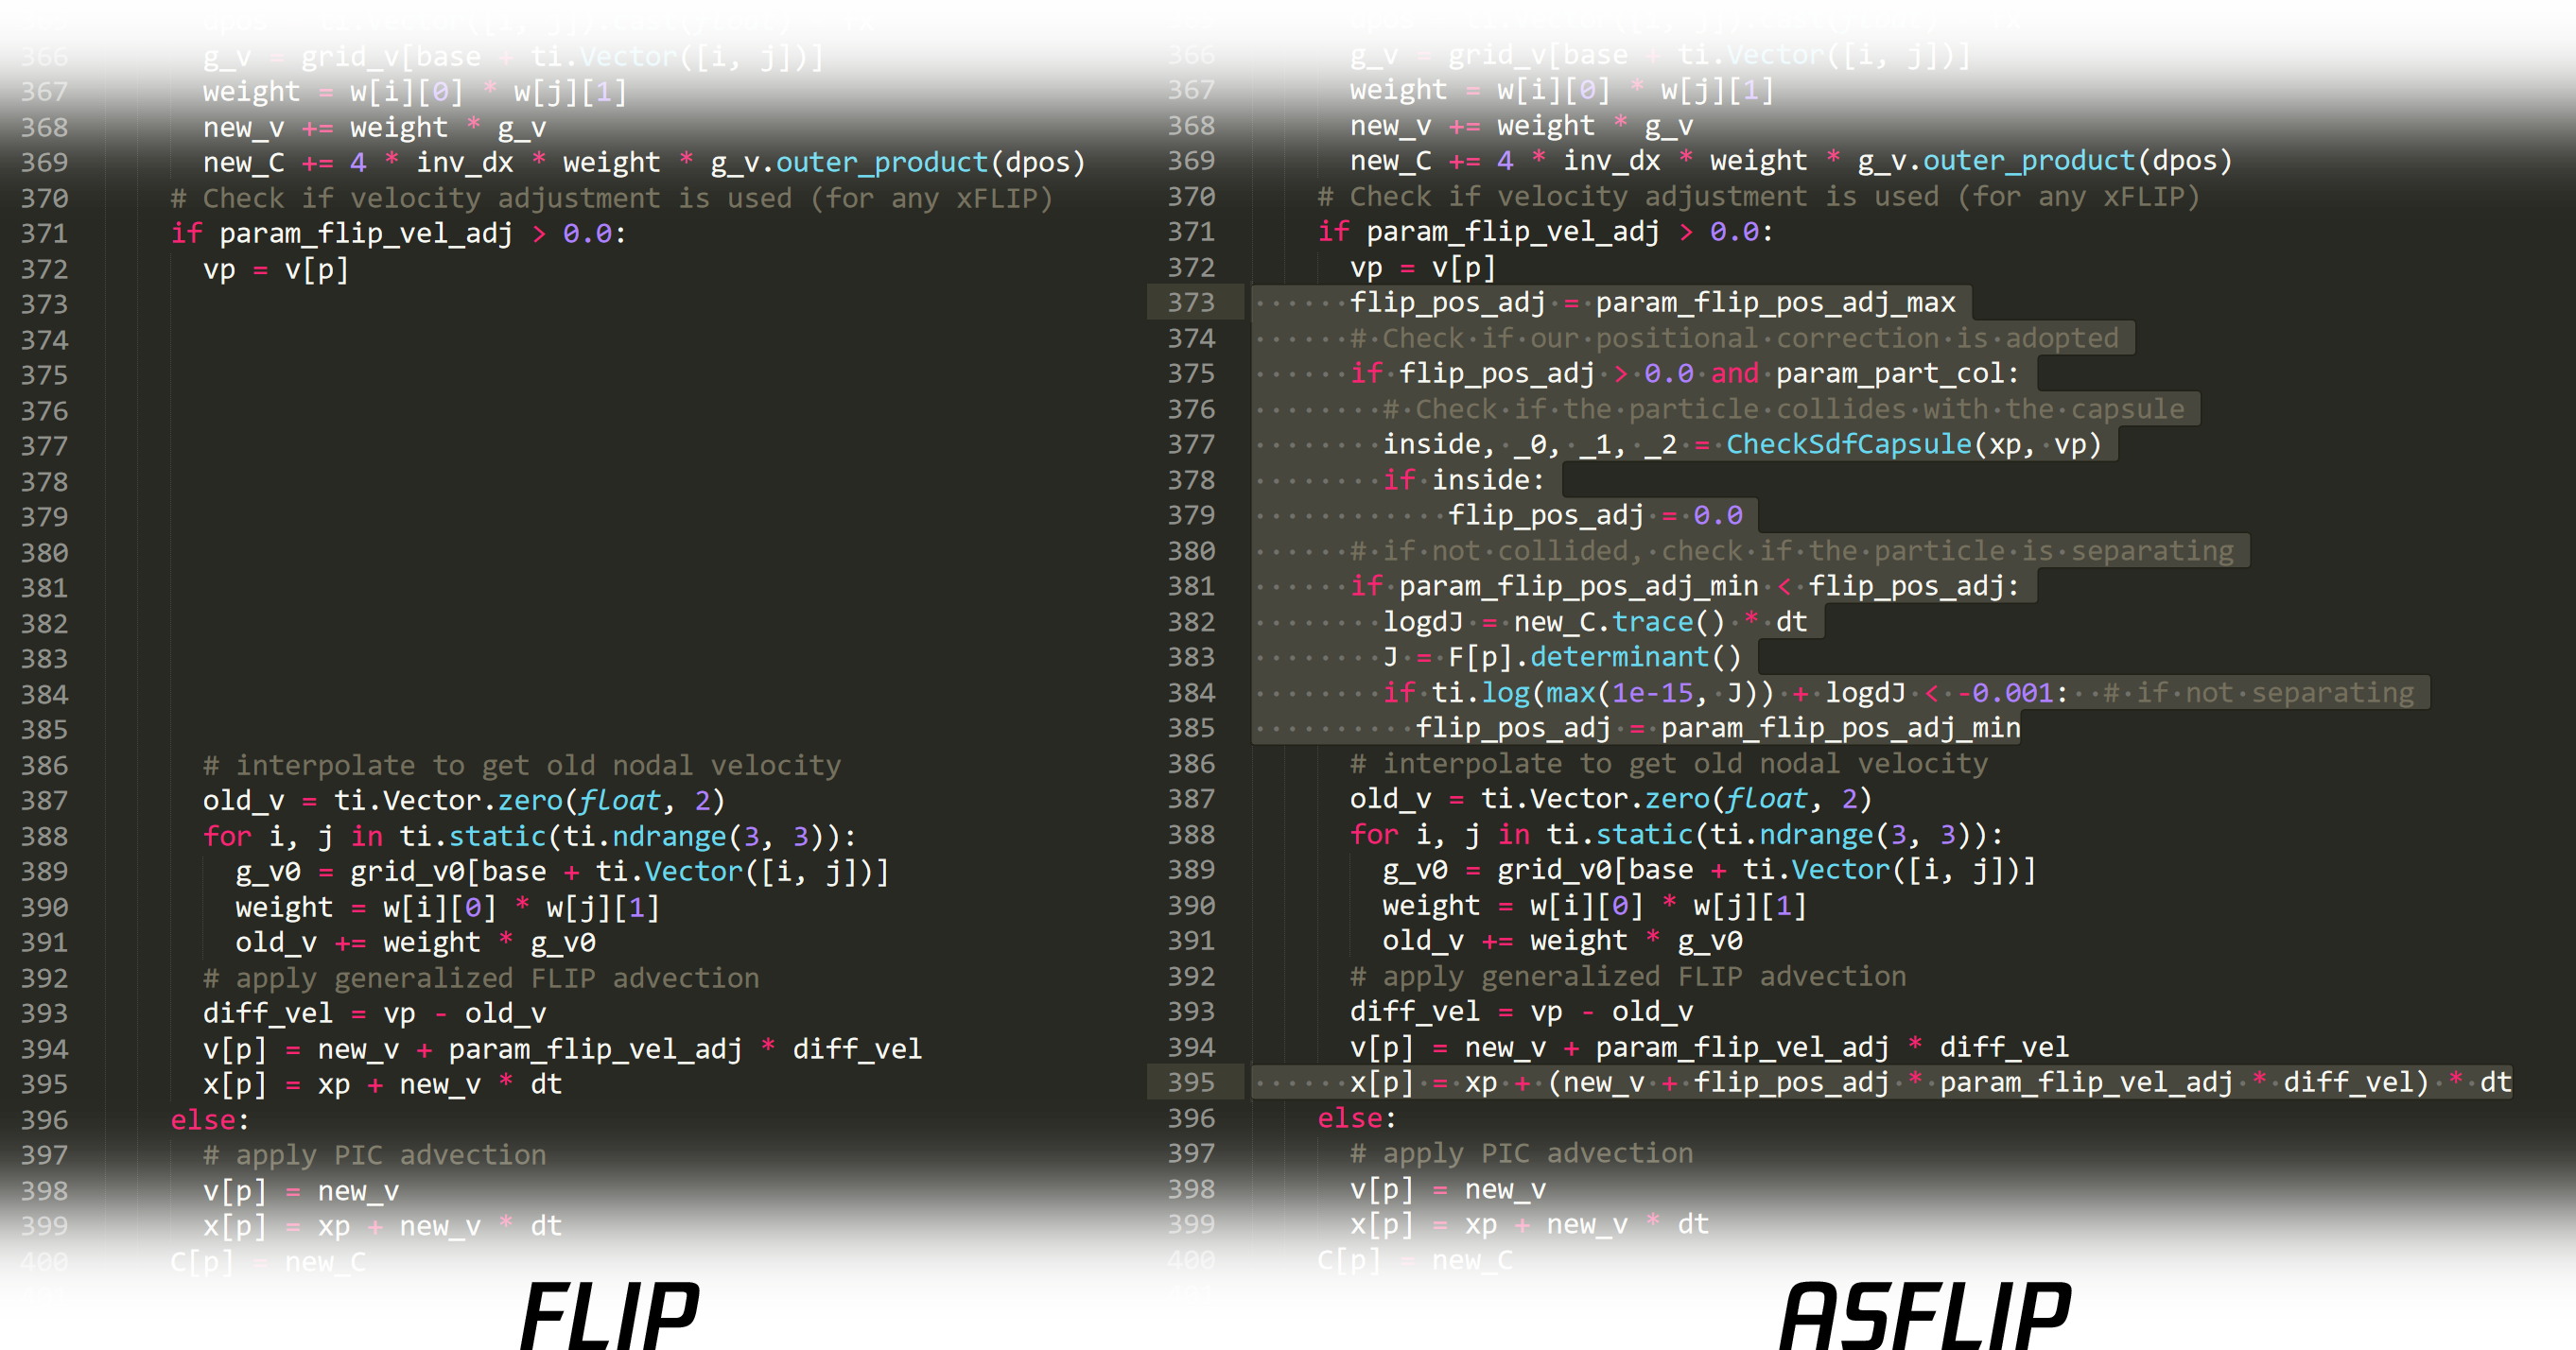 366 g_v = grid_v[base + ti.Vector([i, j])]
367 weight = w[i][0] * w[j][1]
368 new_v += weight * g_v
369 new_C += 4 * inv_dx * weight * g_v.outer_product(dpos)
370 # Check if velocity adjustment is used (for any xFLIP)
371 if param_flip_vel_adj > 0.0:
372 vp = v[p]
373
374
375
376
377
378
379
380
381
382
383
384
385
386 # interpolate to get old nodal velocity
387 old_v = ti.Vector.zero(float, 2)
388 for i, j in ti.static(ti.ndrange(3, 3)):
389 g_v0 = grid_v0[base + ti.Vector([i, j])]
390 weight = w[i][0] * w[j][1]
391 old_v += weight * g_v0
392 # apply generalized FLIP advection
393 diff_vel = vp - old_v
394 v[p] = new_v + param_flip_vel_adj * diff_vel
395 x[p] = xp + new_v * dt
396 else:
397 # apply PIC advection
398 v[p] = new_v
399 x[p] = xp + new_v * dt
400 C[p] = new_C
FLIP
366 g_v = grid_v[base + ti.Vector([i, j])]
367 weight = w[i][0] * w[j][1]
368 new_v += weight * g_v
369 new_C += 4 * inv_dx * weight * g_v.outer_product(dpos)
370 # Check if velocity adjustment is used (for any xFLIP)
371 if param_flip_vel_adj > 0.0:
372 vp = v[p]
373 flip_pos_adj = param_flip_pos_adj_max
374 # Check if our positional correction is adopted
375 if flip_pos_adj > 0.0 and param_part_col:
376 # Check if the particle collides with the capsule
377 inside, _0, _1, _2 = CheckSdfCapsule(xp, vp)
378 if inside:
379 flip_pos_adj = 0.0
380 # if not collided, check if the particle is separating
381 if param_flip_pos_adj_min < flip_pos_adj:
382 logdJ = new_C.trace() * dt
383 J = F[p].determinant()
384 if ti.log(max(1e-15, J)) + logdJ < -0.001: # if not separating
385 flip_pos_adj = param_flip_pos_adj_min
386 # interpolate to get old nodal velocity
387 old_v = ti.Vector.zero(float, 2)
388 for i, j in ti.static(ti.ndrange(3, 3)):
389 g_v0 = grid_v0[base + ti.Vector([i, j])]
390 weight = w[i][0] * w[j][1]
391 old_v += weight * g_v0
392 # apply generalized FLIP advection
393 diff_vel = vp - old_v
394 v[p] = new_v + param_flip_vel_adj * diff_vel
395 x[p] = xp + (new_v + flip_pos_adj * param_flip_vel_adj * diff_vel) * dt
396 else:
397 # apply PIC advection
398 v[p] = new_v
399 x[p] = xp + new_v * dt
400 C[p] = new_C
ASFLIP